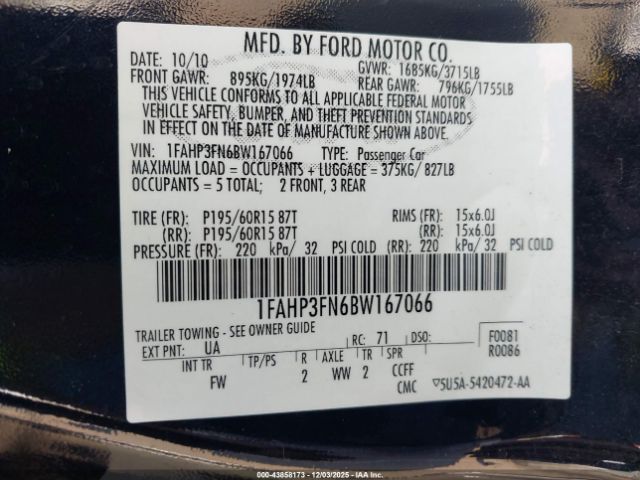 MFD. BY FORD MOTOR CO.
DATE: 10/10 GVWR: 1685KG/3715LB
FRONT GAWR: 895KG/1974LB REAR GAWR: 796KG/1755LB
THIS VEHICLE CONFORMS TO ALL APPLICABLE FEDERAL MOTOR
VEHICLE SAFETY, BUMPER, AND THEFT PREVENTION STANDARDS
IN EFFECT ON THE DATE OF MANUFACTURE SHOWN ABOVE.
VIN: 1FAHP3FN6BW167066 TYPE: Passenger Car
MAXIMUM LOAD = OCCUPANTS + LUGGAGE = 375KG/ 827LB
OCCUPANTS = 5 TOTAL; 2 FRONT, 3 REAR
TIRE (FR): P195/60R15 87T RIMS (FR): 15x6.0J
(RR): P195/60R15 87T (RR): 15x6.0J
PRESSURE (FR): 220 kPa/ 32 PSI COLD (RR): 220 kPa/ 32 PSI COLD
1FAHP3FN6BW167066
TRAILER TOWING - SEE OWNER GUIDE
EXT PNT: UA RC: 71 DSO: F0081
R0086
INT TR TP/PS R AXLE TR SPR
FW 2 WW 2 CCFF
CMC 5U5A-5420472-AA
000-43858173 - 12/03/2025 - IAAI.com